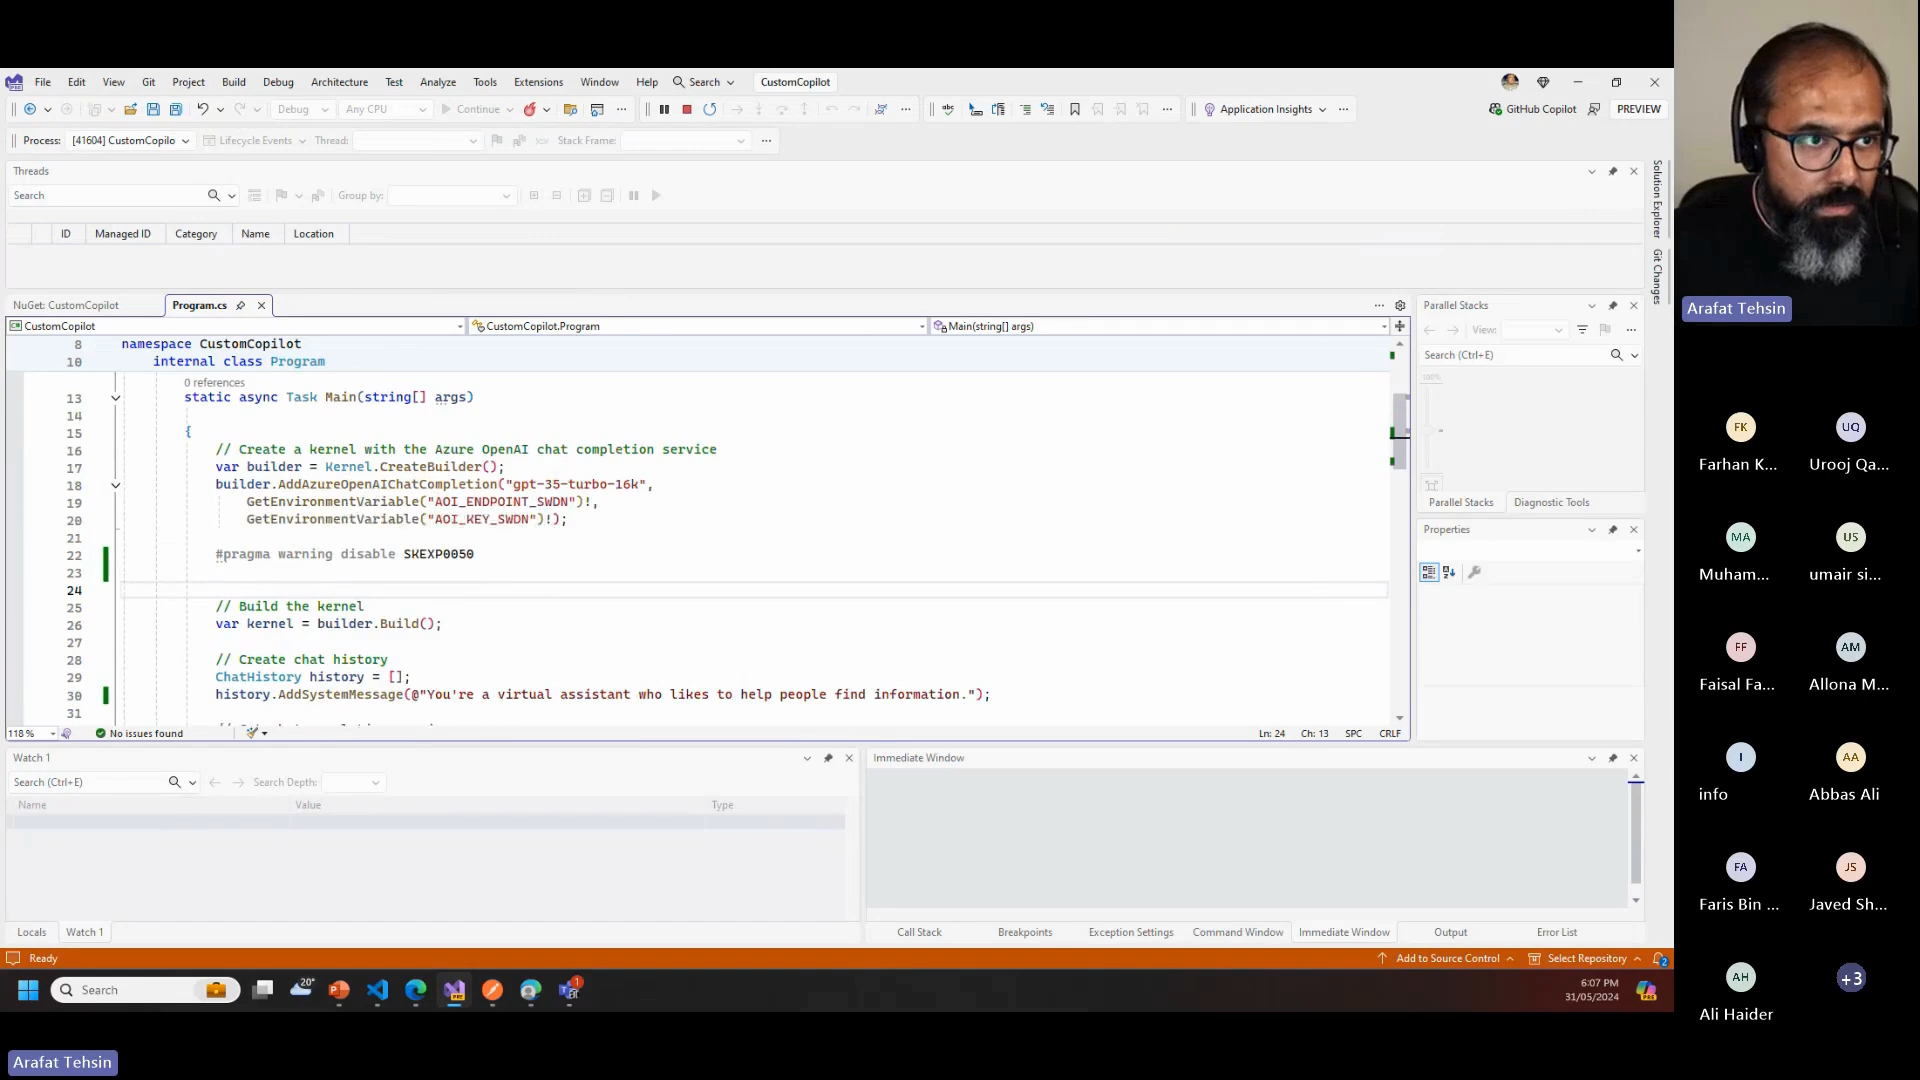 File Edit View Git Project Build Debug Architecture Test Analyze Tools Extensions Window Help Search CustomCopilot
Debug Any CPU Continue Application Insights GitHub Copilot PREVIEW
Process: [41604] CustomCopilo Lifecycle Events Thread: Stack Frame:
Threads
Search Group by:
ID Managed ID Category Name Location
Solution Explorer
Git Changes
NuGet: CustomCopilot Program.cs
CustomCopilot CustomCopilot.Program Main(string[] args)
8 namespace CustomCopilot
10 internal class Program
0 references
13 static async Task Main(string[] args)
14
15 {
16 // Create a kernel with the Azure OpenAI chat completion service
17 var builder = Kernel.CreateBuilder();
18 builder.AddAzureOpenAIChatCompletion("gpt-35-turbo-16k",
19 GetEnvironmentVariable("AOI_ENDPOINT_SWDN")!,
20 GetEnvironmentVariable("AOI_KEY_SWDN")!);
21
22 #pragma warning disable SKEXP0050
23
24
25 // Build the kernel
26 var kernel = builder.Build();
27
28 // Create chat history
29 ChatHistory history = [];
30 history.AddSystemMessage(@"You're a virtual assistant who likes to help people find information.");
31
118 % No issues found Ln: 24 Ch: 13 SPC CRLF
Parallel Stacks
View:
Search (Ctrl+E)
100%
Parallel Stacks Diagnostic Tools
Properties
Watch 1
Search (Ctrl+E) Search Depth:
Name Value Type
Locals Watch 1
Immediate Window
Call Stack Breakpoints Exception Settings Command Window Immediate Window Output Error List
Ready Add to Source Control Select Repository 2
Search 20° 1
6:07 PM
31/05/2024
Arafat Tehsin
Arafat Tehsin
FK UQ
Farhan K... Urooj Qa...
MA US
Muham... umair si...
FF AM
Faisal Fa... Allona M...
I AA
info Abbas Ali
FA JS
Faris Bin ... Javed Sh...
AH +3
Ali Haider